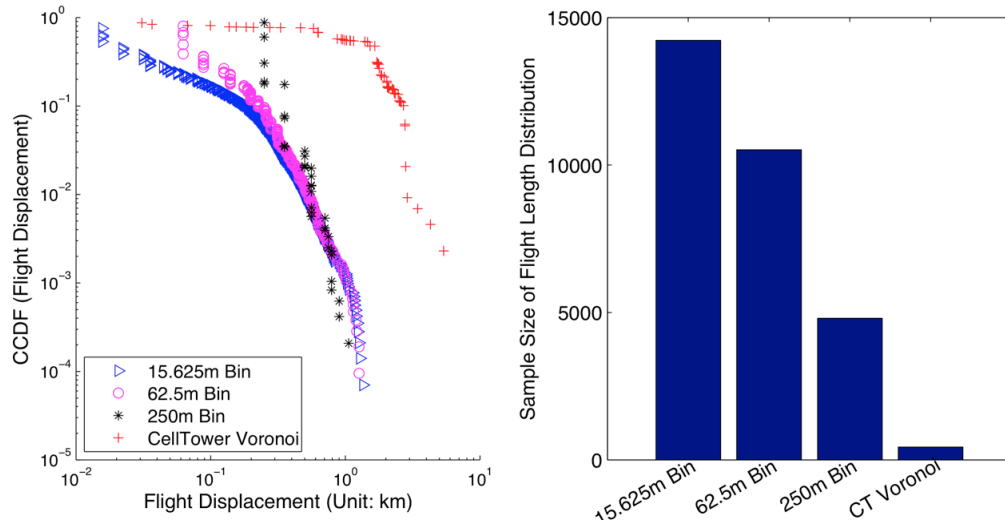 CCDF (Flight Displacement)
10^0
10^-1
10^-2
10^-3
10^-4
10^-5
15.625m Bin
62.5m Bin
250m Bin
CellTower Voronoi
10^-2
10^-1
10^0
10^1
Flight Displacement (Unit: km)
Sample Size of Flight Length Distribution
15000
10000
5000
0
15.625m Bin
62.5m Bin
250m Bin
CT Voronoi